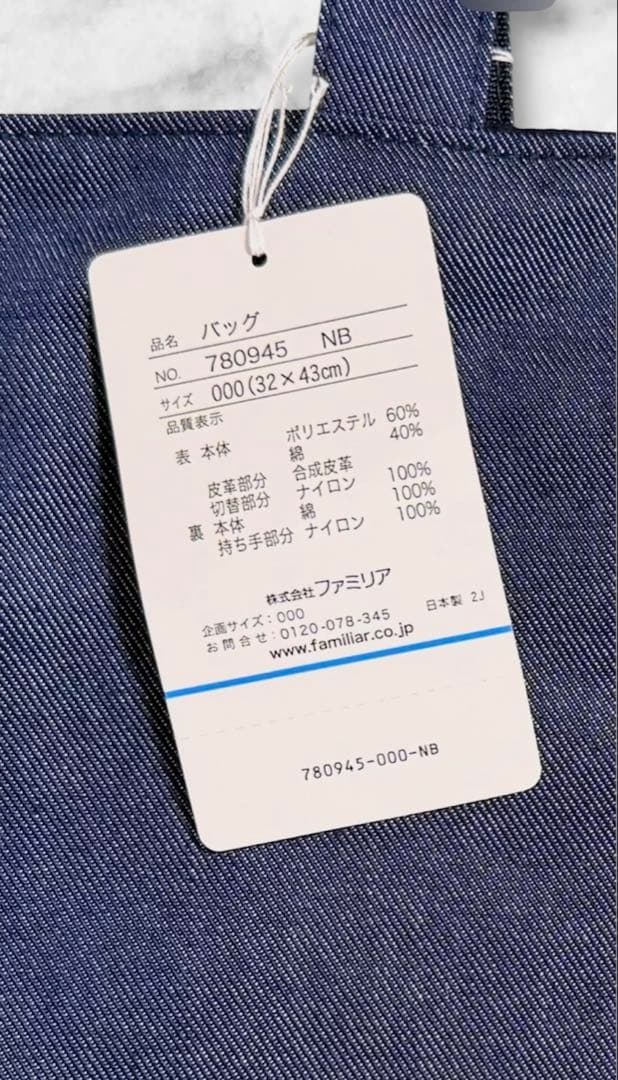 品名 バッグ
NO. 780945 NB
サイズ 000(32×43cm)
品質表示
表 本体 ポリエステル 60%
綿 40%
皮革部分 合成皮革
切替部分 ナイロン 100%
裏 本体 綿 100%
持ち手部分 ナイロン 100%
株式会社ファミリア
企画サイズ:000
お問合せ:0120-078-345 日本製 2J
www.familiar.co.jp
780945-000-NB